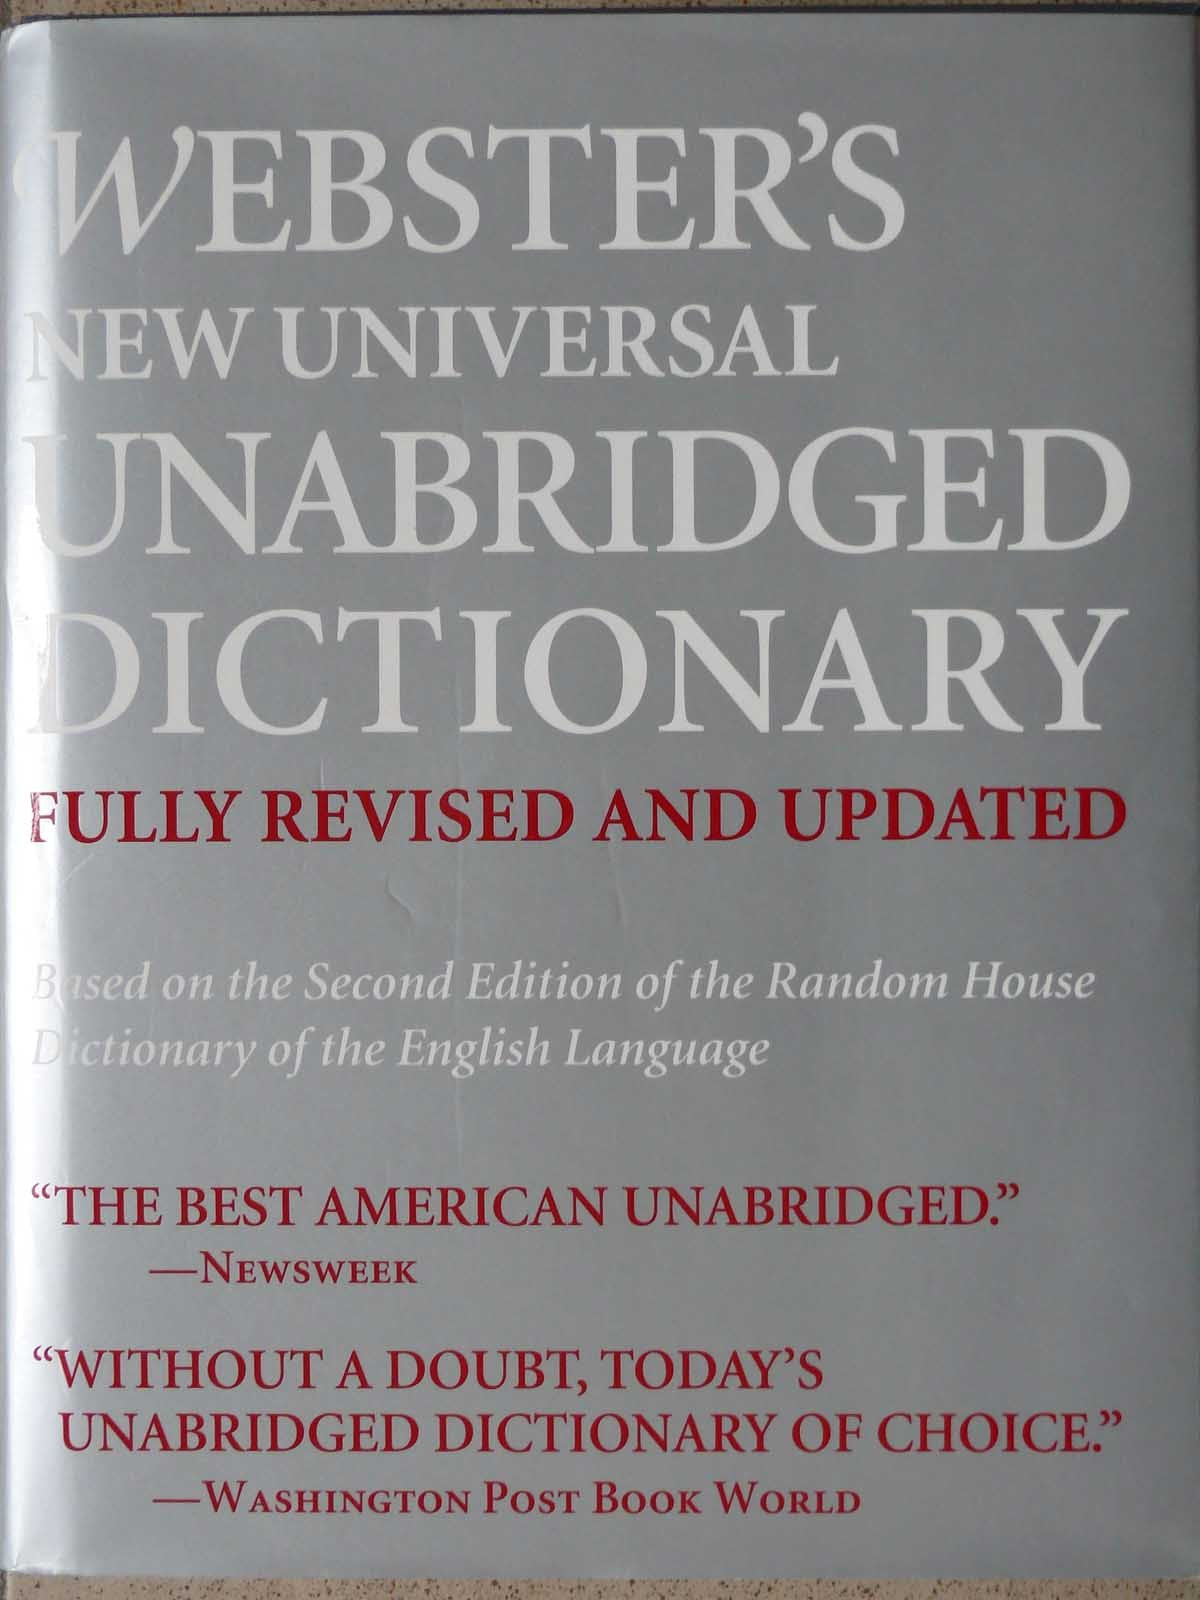 WEBSTER'S
NEW UNIVERSAL
UNABRIDGED
DICTIONARY
FULLY REVISED AND UPDATED
Based on the Second Edition of the Random House
Dictionary of the English Language
“THE BEST AMERICAN UNABRIDGED.”
—NEWSWEEK
“WITHOUT A DOUBT, TODAY'S
UNABRIDGED DICTIONARY OF CHOICE.”
—WASHINGTON POST BOOK WORLD